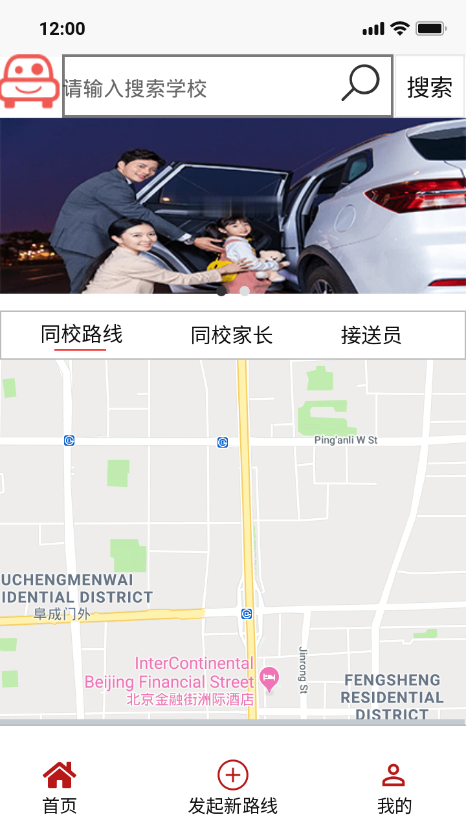 12:00
请输入搜索学校
搜索
同校路线
同校家长
接送员
Ping'anli W St
UCHENGMENWAI
IDENTIAL DISTRICT
阜成门外
InterContinental
Beijing Financial Street
北京金融街洲际酒店
Jinrong St
FENGSHENG
RESIDENTIAL
DISTRICT
首页
发起新路线
我的